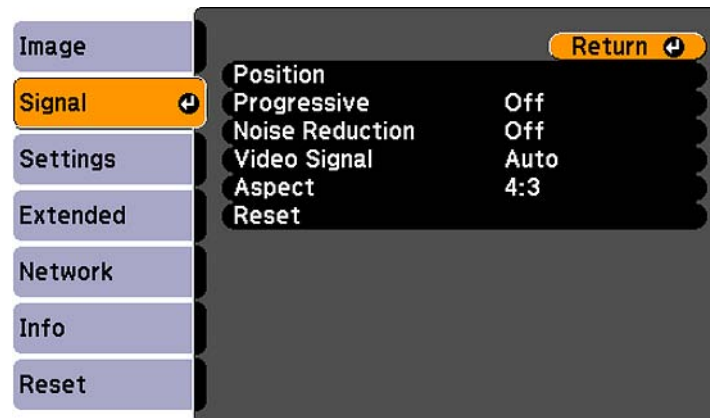 Image
Signal
Settings
Extended
Network
Info
Reset
Return
Position
Progressive Off
Noise Reduction Off
Video Signal Auto
Aspect 4:3
Reset